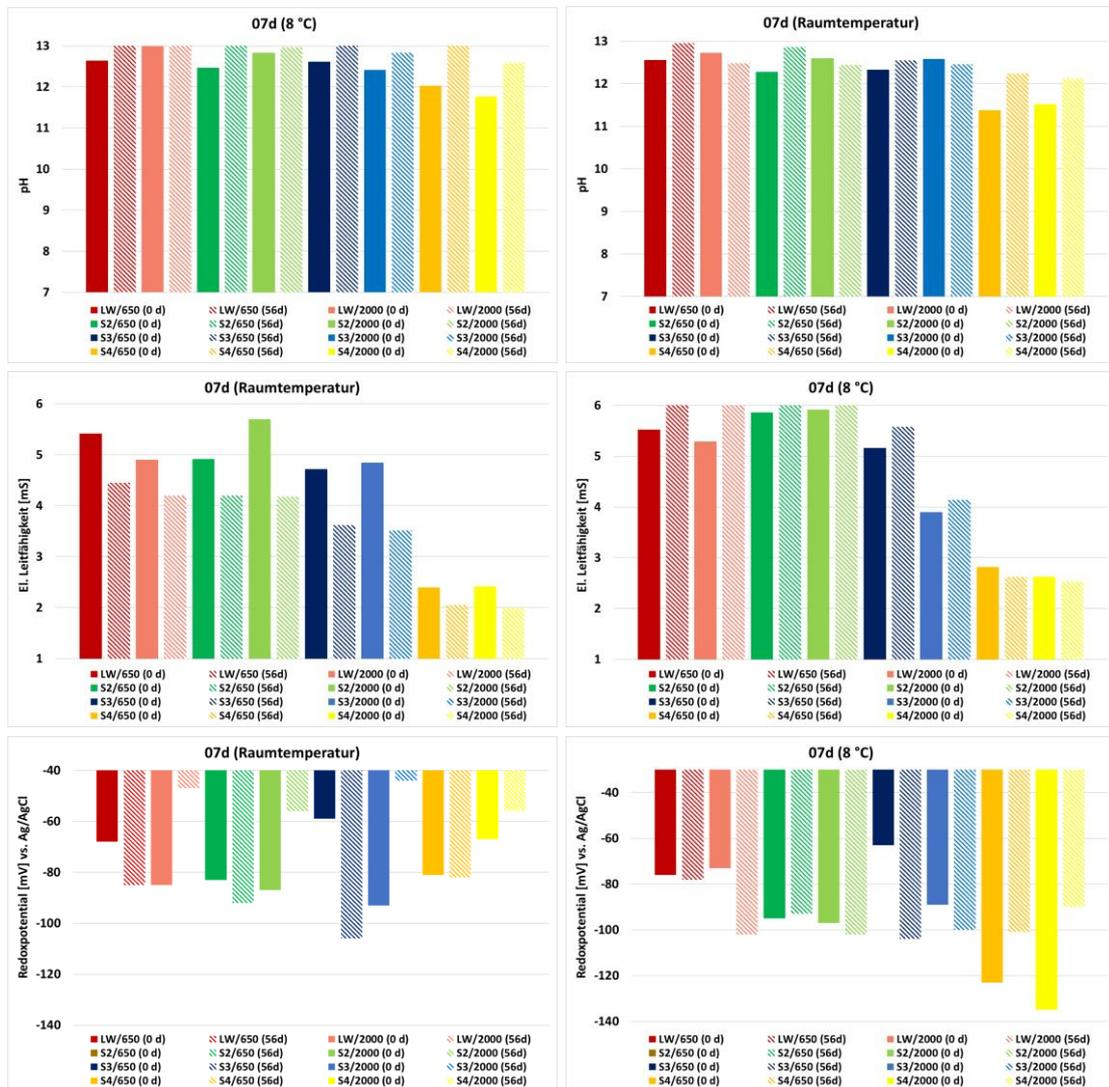 07d (8 °C)
13
12
11
10
9
8
7
pH
LW/650 (0 d) LW/650 (56d) LW/2000 (0 d) LW/2000 (56d)
S2/650 (0 d) S2/650 (56d) S2/2000 (0 d) S2/2000 (56d)
S3/650 (0 d) S3/650 (56d) S3/2000 (0 d) S3/2000 (56d)
S4/650 (0 d) S4/650 (56d) S4/2000 (0 d) S4/2000 (56d)
07d (Raumtemperatur)
13
12
11
10
9
8
7
pH
LW/650 (0 d) LW/650 (56d) LW/2000 (0 d) LW/2000 (56d)
S2/650 (0 d) S2/650 (56d) S2/2000 (0 d) S2/2000 (56d)
S3/650 (0 d) S3/650 (56d) S3/2000 (0 d) S3/2000 (56d)
S4/650 (0 d) S4/650 (56d) S4/2000 (0 d) S4/2000 (56d)
07d (Raumtemperatur)
6
5
4
3
2
1
El. Leitfähigkeit [mS]
LW/650 (0 d) LW/650 (56d) LW/2000 (0 d) LW/2000 (56d)
S2/650 (0 d) S2/650 (56d) S2/2000 (0 d) S2/2000 (56d)
S3/650 (0 d) S3/650 (56d) S3/2000 (0 d) S3/2000 (56d)
S4/650 (0 d) S4/650 (56d) S4/2000 (0 d) S4/2000 (56d)
07d (8 °C)
6
5
4
3
2
1
El. Leitfähigkeit [mS]
LW/650 (0 d) LW/650 (56d) LW/2000 (0 d) LW/2000 (56d)
S2/650 (0 d) S2/650 (56d) S2/2000 (0 d) S2/2000 (56d)
S3/650 (0 d) S3/650 (56d) S3/2000 (0 d) S3/2000 (56d)
S4/650 (0 d) S4/650 (56d) S4/2000 (0 d) S4/2000 (56d)
07d (Raumtemperatur)
-40
-60
-80
-100
-120
-140
Redoxpotential [mV] vs. Ag/AgCl
LW/650 (0 d) LW/650 (56d) LW/2000 (0 d) LW/2000 (56d)
S2/650 (0 d) S2/650 (56d) S2/2000 (0 d) S2/2000 (56d)
S3/650 (0 d) S3/650 (56d) S3/2000 (0 d) S3/2000 (56d)
S4/650 (0 d) S4/650 (56d) S4/2000 (0 d) S4/2000 (56d)
07d (8 °C)
-40
-60
-80
-100
-120
-140
Redoxpotential [mV] vs. Ag/AgCl
LW/650 (0 d) LW/650 (56d) LW/2000 (0 d) LW/2000 (56d)
S2/650 (0 d) S2/650 (56d) S2/2000 (0 d) S2/2000 (56d)
S3/650 (0 d) S3/650 (56d) S3/2000 (0 d) S3/2000 (56d)
S4/650 (0 d) S4/650 (56d) S4/2000 (0 d) S4/2000 (56d)